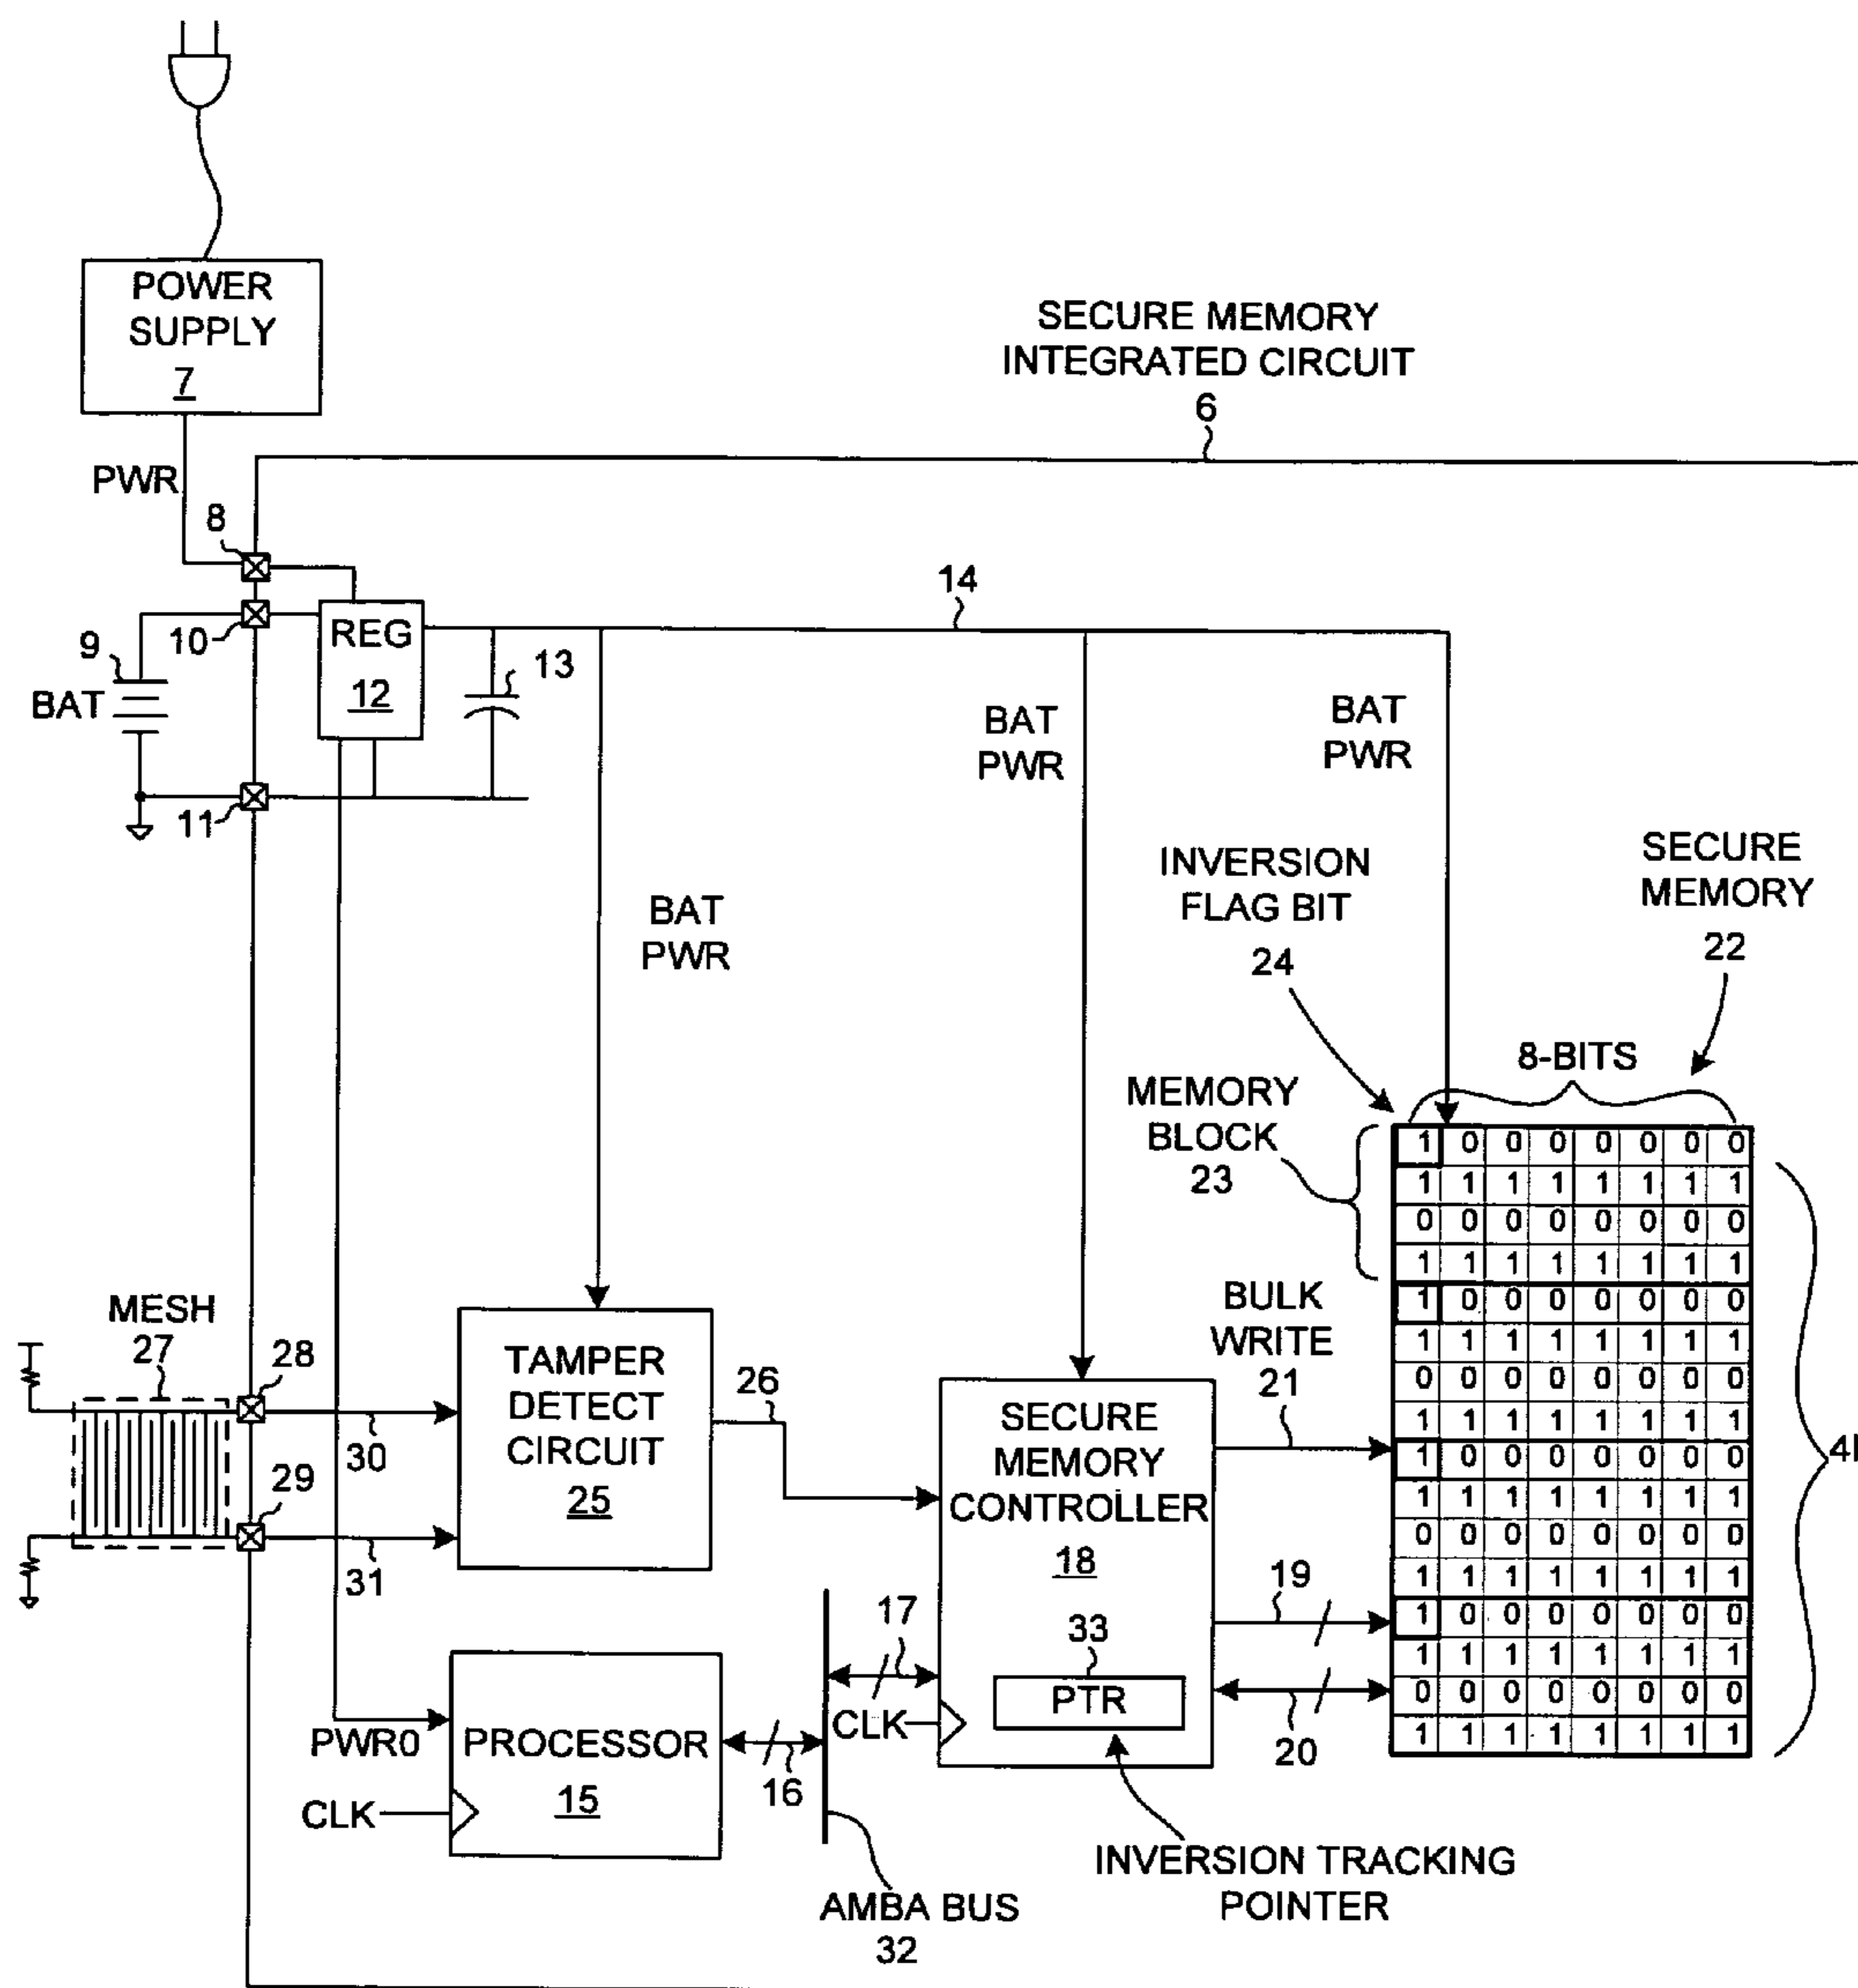 POWER
SUPPLY
7
SECURE MEMORY
INTEGRATED CIRCUIT
6
PWR
8
10
REG
12
14
9
BAT
13
11
BAT
PWR
BAT
PWR
BAT
PWR
INVERSION
FLAG BIT
24
SECURE
MEMORY
22
8-BITS
MEMORY
BLOCK
23
1 0 0 0 0 0 0 0
1 1 1 1 1 1 1 1
0 0 0 0 0 0 0 0
1 1 1 1 1 1 1 1
1 0 0 0 0 0 0 0
1 1 1 1 1 1 1 1
0 0 0 0 0 0 0 0
1 1 1 1 1 1 1 1
1 0 0 0 0 0 0 0
1 1 1 1 1 1 1 1
0 0 0 0 0 0 0 0
1 1 1 1 1 1 1 1
1 0 0 0 0 0 0 0
1 1 1 1 1 1 1 1
0 0 0 0 0 0 0 0
1 1 1 1 1 1 1 1
BULK
WRITE
21
MESH
27
28
29
30
31
TAMPER
DETECT
CIRCUIT
25
26
SECURE
MEMORY
CONTROLLER
18
33
PTR
19
20
17
CLK
PWR0
PROCESSOR
15
CLK
16
AMBA BUS
32
INVERSION TRACKING
POINTER